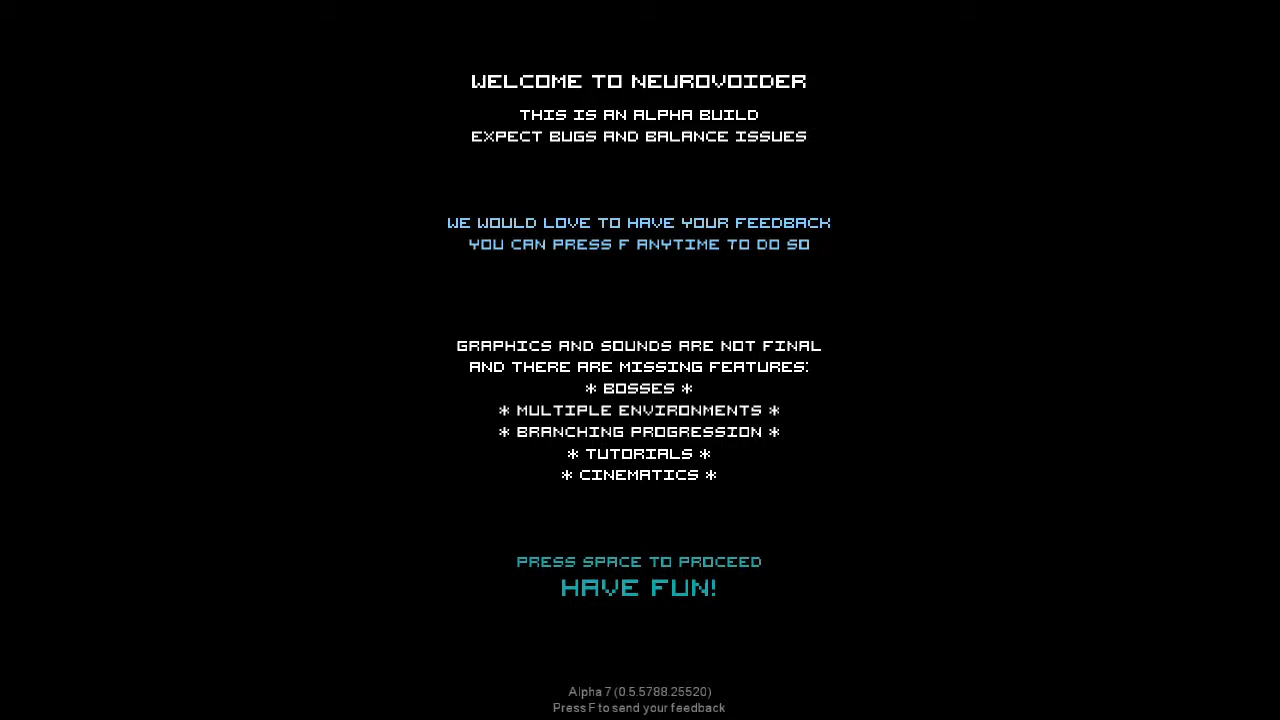 WELCOME TO NEUROVOIDER
THIS IS AN ALPHA BUILD
EXPECT BUGS AND BALANCE ISSUES
WE WOULD LOVE TO HAVE YOUR FEEDBACK
YOU CAN PRESS F ANYTIME TO DO SO
GRAPHICS AND SOUNDS ARE NOT FINAL
AND THERE ARE MISSING FEATURES:
* BOSSES *
* MULTIPLE ENVIRONMENTS *
* BRANCHING PROGRESSION *
* TUTORIALS *
* CINEMATICS *
PRESS SPACE TO PROCEED
HAVE FUN!
Alpha 7 (0.5.5788.25520)
Press F to send your feedback